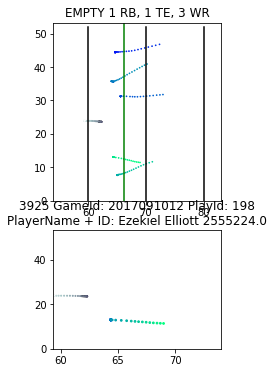 EMPTY 1 RB, 1 TE, 3 WR
50
40
30
20
10
0
60 70 80
3925 GameId: 2017091012 PlayId: 198
PlayerName + ID: Ezekiel Elliott 2555224.0
40
20
0
60 65 70